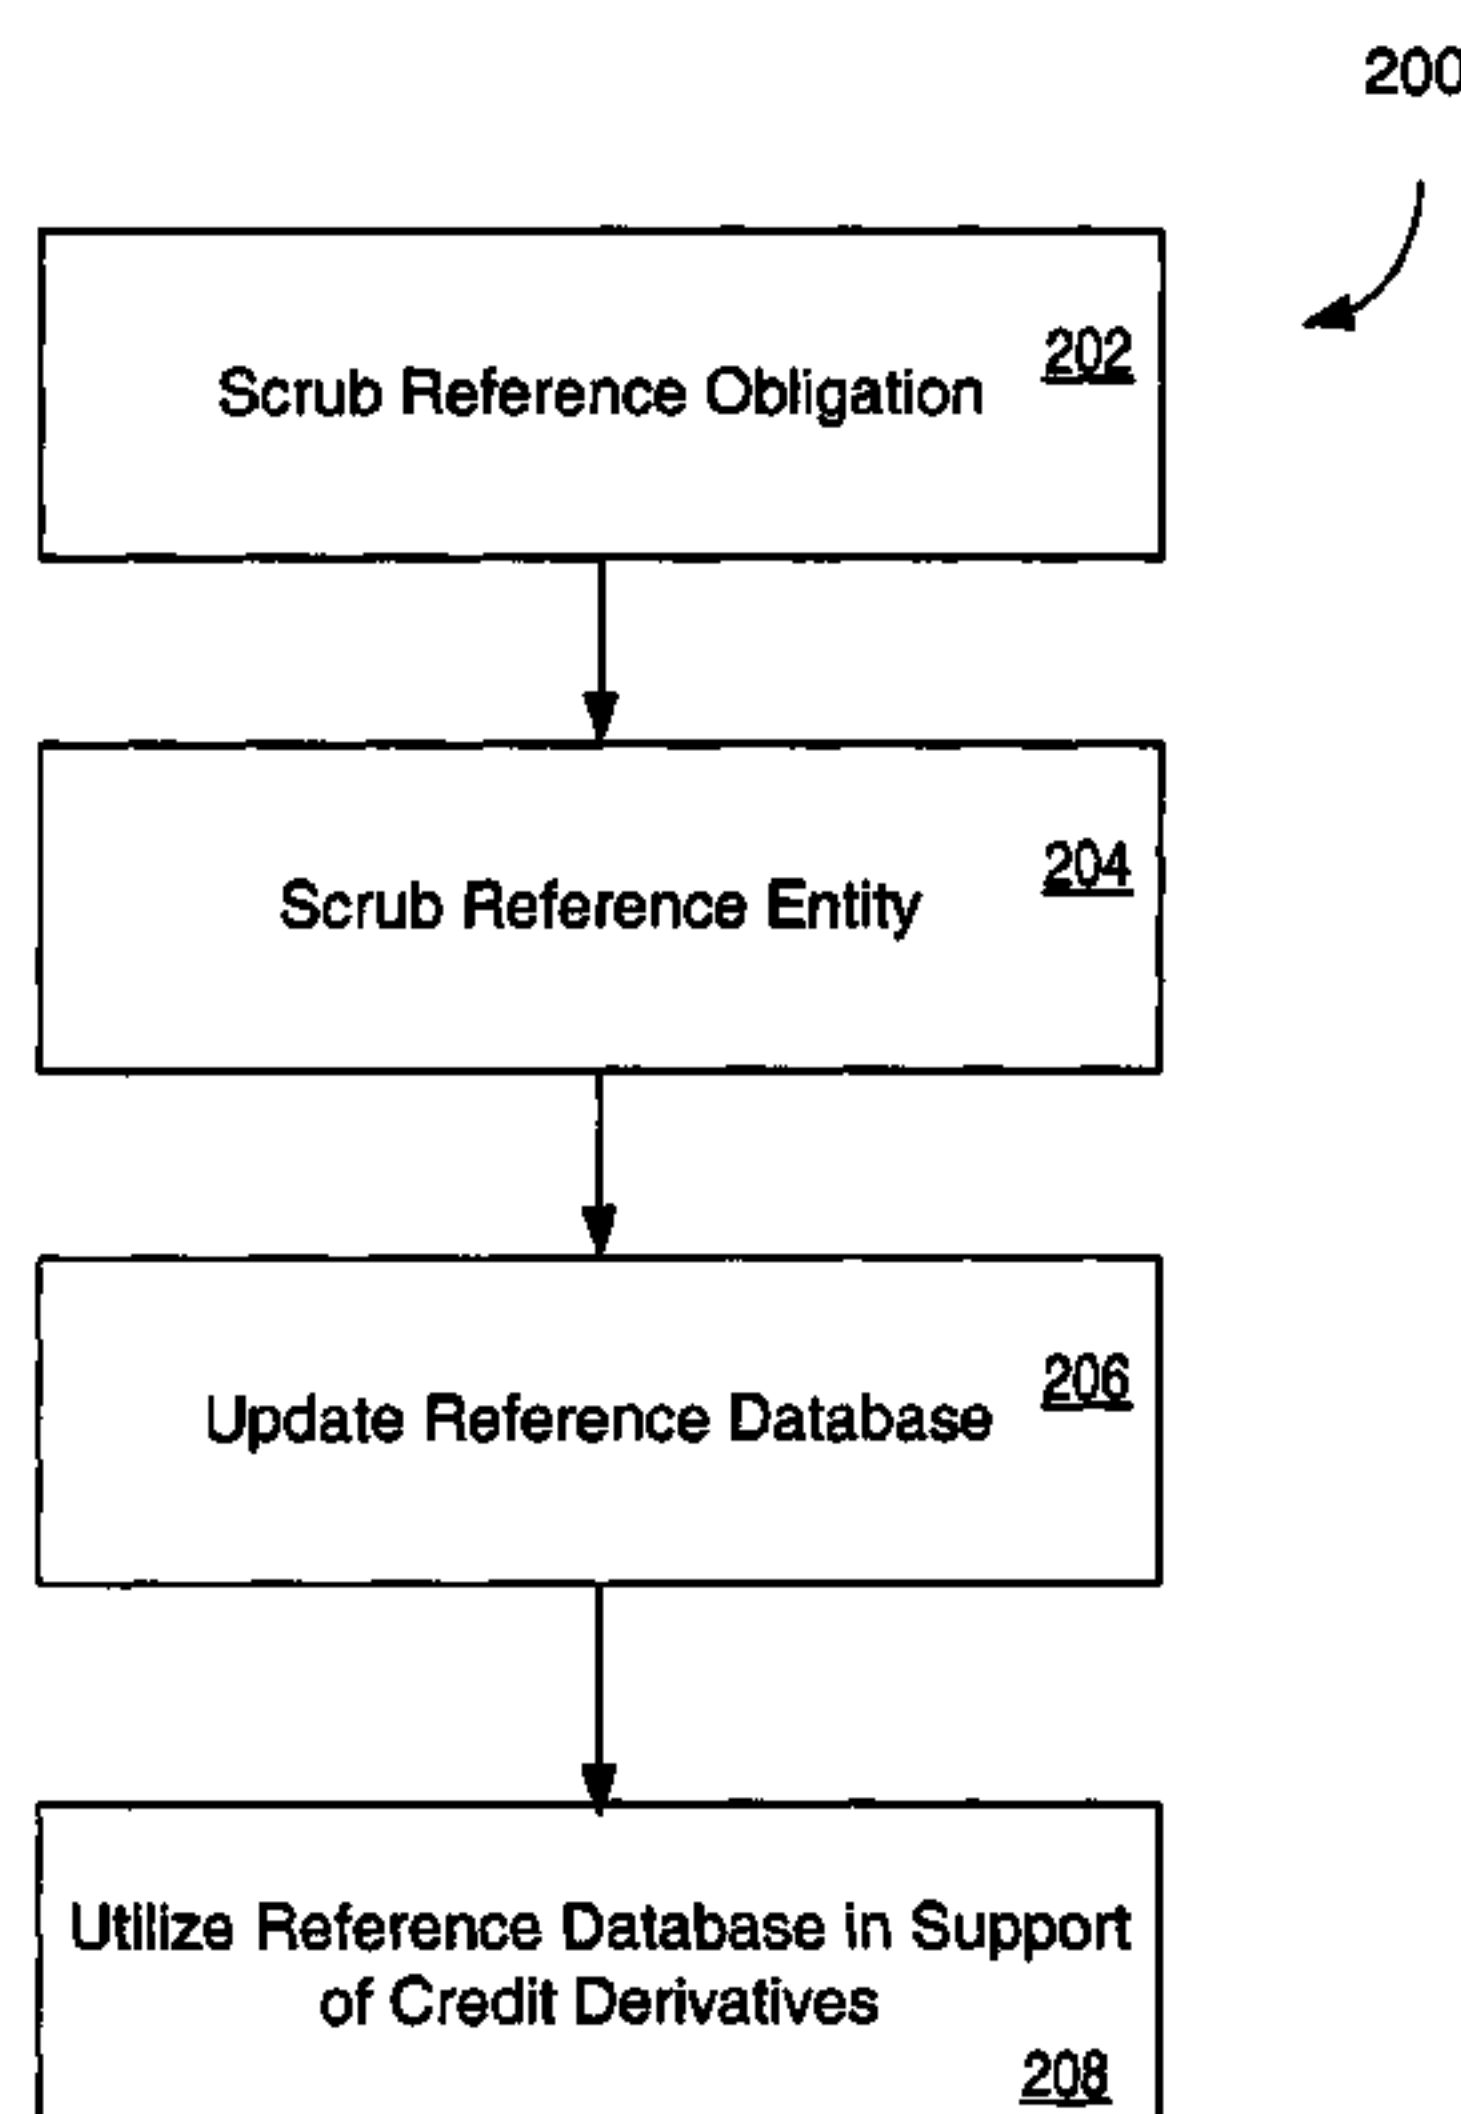 200
Scrub Reference Obligation
202
Scrub Reference Entity
204
Update Reference Database
206
Utilize Reference Database in Support
of Credit Derivatives
208